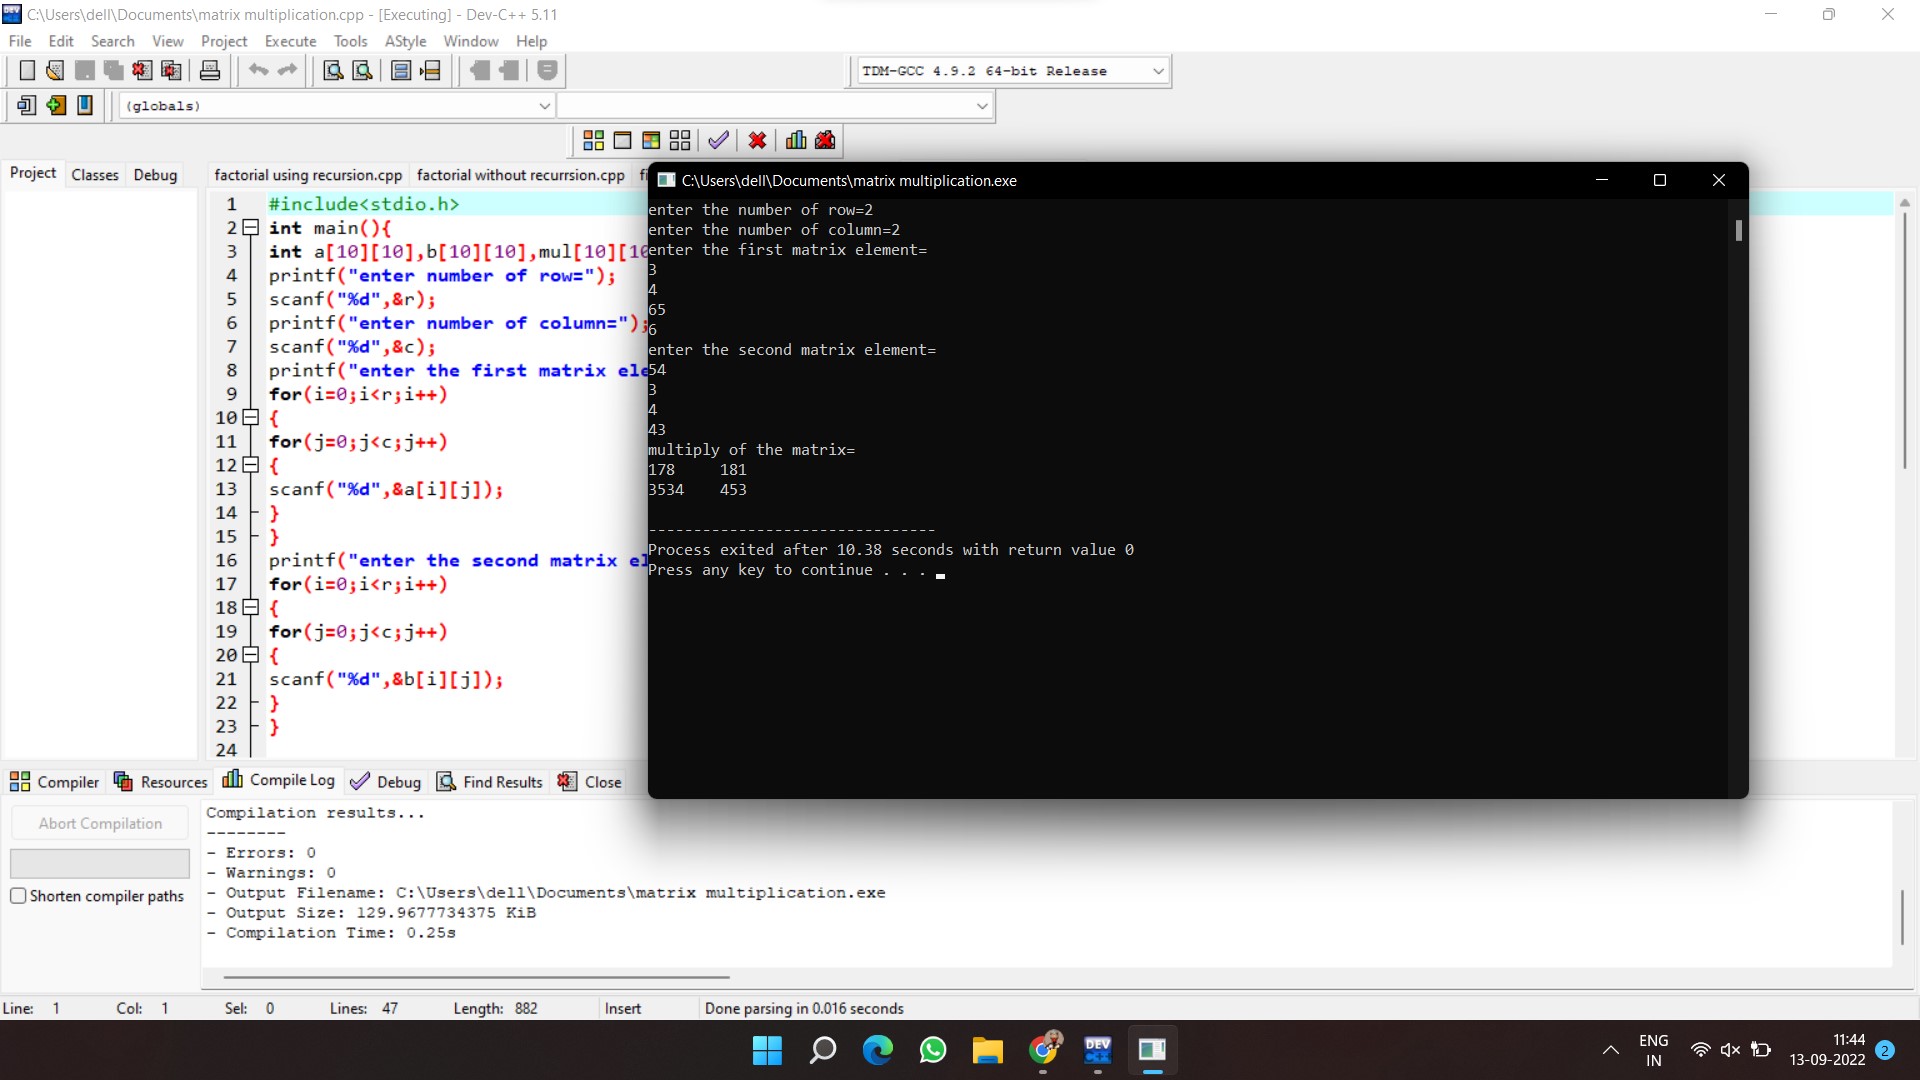 C:\Users\dell\Documents\matrix multiplication.cpp - [Executing] - Dev-C++ 5.11
File Edit Search View Project Execute Tools AStyle Window Help
TDM-GCC 4.9.2 64-bit Release
(globals)
Project Classes Debug
factorial using recursion.cpp factorial without recurrsion.cpp
1 #include<stdio.h>
2 int main(){
3 int a[10][10],b[10][10],mul[10][10
4 printf("enter number of row=");
5 scanf("%d",&r);
6 printf("enter number of column=");
7 scanf("%d",&c);
8 printf("enter the first matrix ele
9 for(i=0;i<r;i++)
10 {
11 for(j=0;j<c;j++)
12 {
13 scanf("%d",&a[i][j]);
14 }
15 }
16 printf("enter the second matrix el
17 for(i=0;i<r;i++)
18 {
19 for(j=0;j<c;j++)
20 {
21 scanf("%d",&b[i][j]);
22 }
23 }
24
C:\Users\dell\Documents\matrix multiplication.exe
enter the number of row=2
enter the number of column=2
enter the first matrix element=
3
4
65
6
enter the second matrix element=
54
3
4
43
multiply of the matrix=
178 181
3534 453
--------------------------------
Process exited after 10.38 seconds with return value 0
Press any key to continue . . .
Compiler Resources Compile Log Debug Find Results Close
Abort Compilation
Shorten compiler paths
Compilation results...
--------
- Errors: 0
- Warnings: 0
- Output Filename: C:\Users\dell\Documents\matrix multiplication.exe
- Output Size: 129.9677734375 KiB
- Compilation Time: 0.25s
Line: 1 Col: 1 Sel: 0 Lines: 47 Length: 882 Insert Done parsing in 0.016 seconds
DEV
ENG
IN
11:44
13-09-2022
2